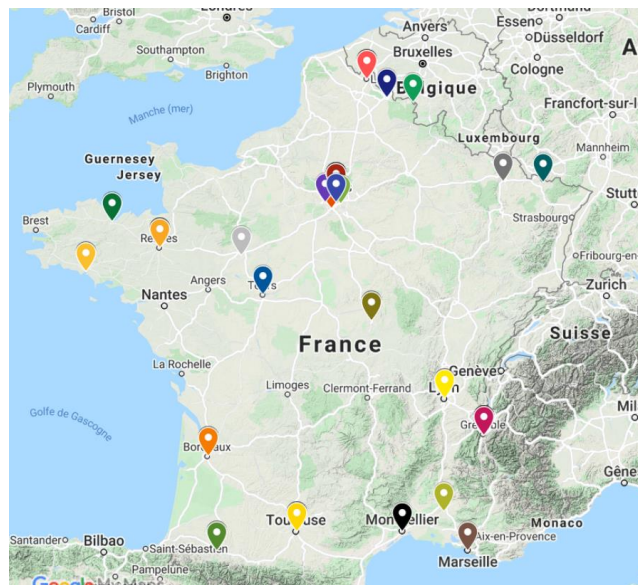 Bristol
Cardiff
Londres
Southampton
Brighton
Plymouth
Manche (mer)
Anvers
Bruxelles
Belgique
Essen
Dortmund
Düsseldorf
Cologne
A
Francfort-sur-l
Luxembourg
Mannheim
Guernesey
Jersey
Brest
Rennes
Strasbourg
Stutt
Fribourg-en
Angers
Tours
Nantes
Zurich
France
Suisse
La Rochelle
Genève
Limoges
Clermont-Ferrand
Lyon
Mil
Golfe de Gascogne
Grenoble
Bordeaux
Gêne
Toulouse
Montpellier
Monaco
Aix-en-Provence
Santander
Bilbao
Saint-Sébastien
Marseille
Pampelune
Google My Maps